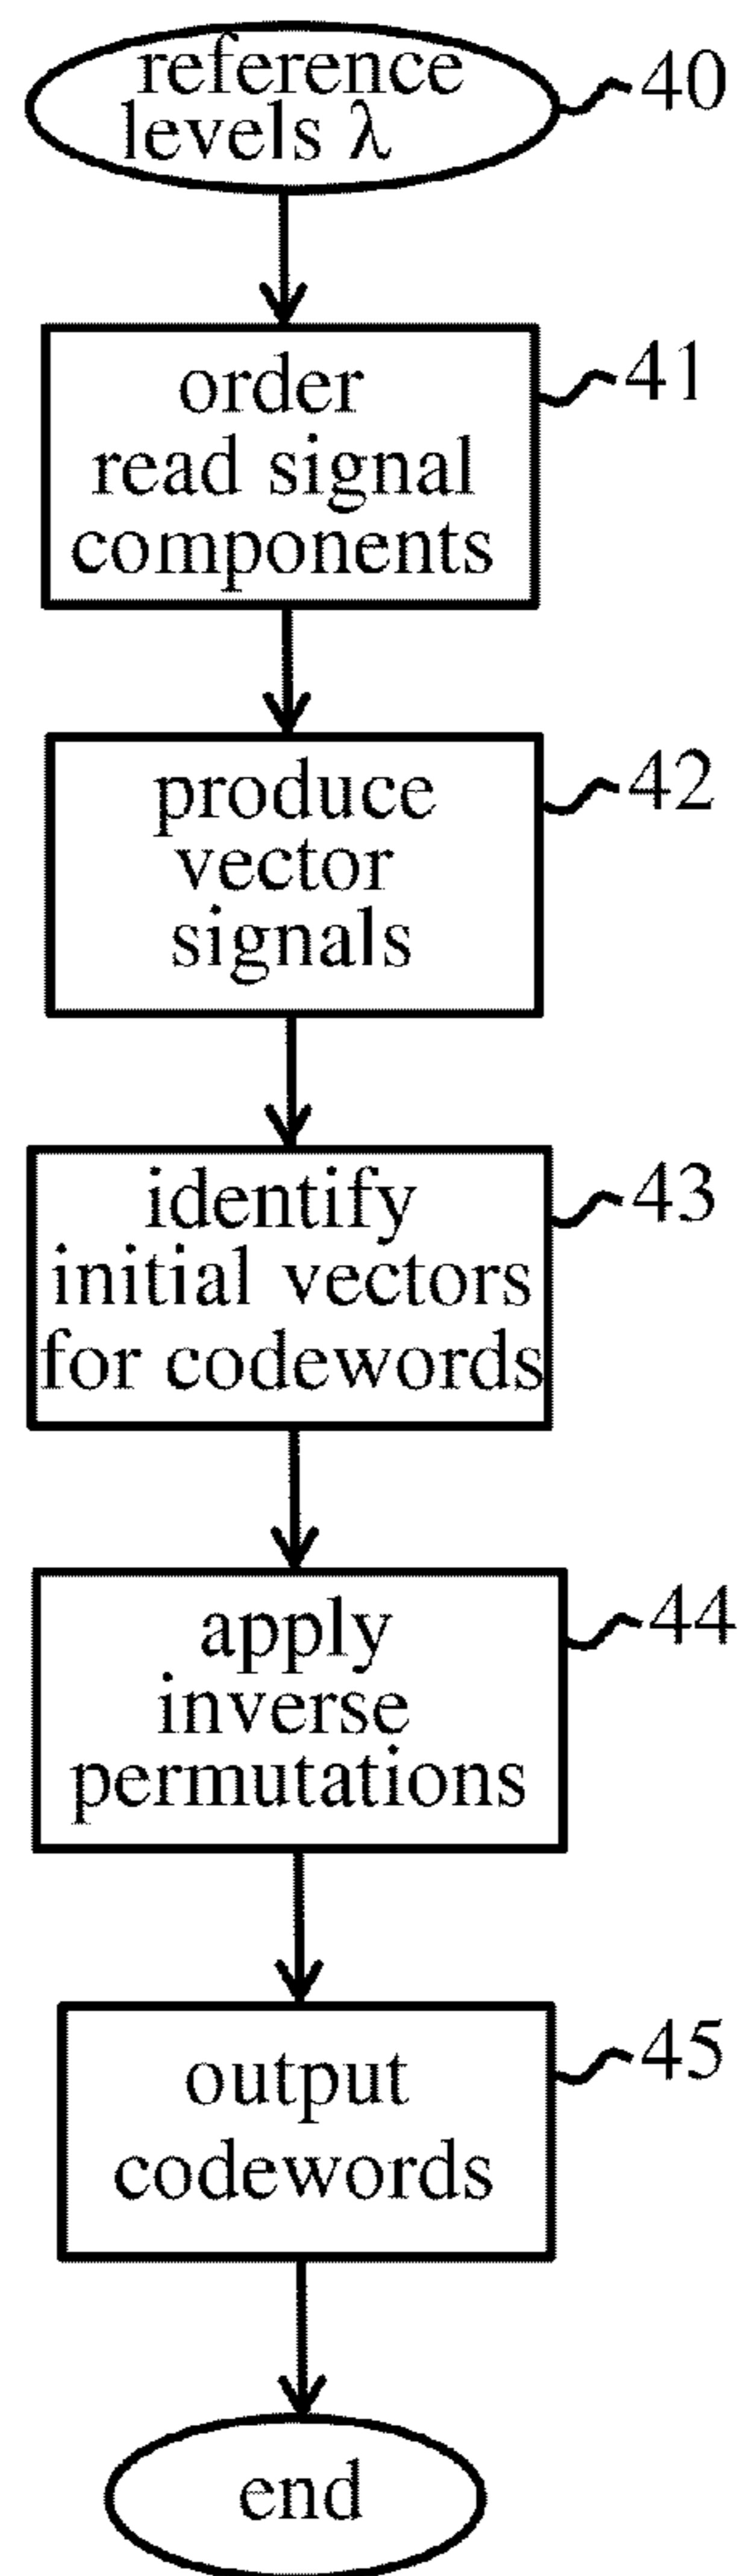 reference
levels λ
40
order
read signal
components
41
produce
vector
signals
42
identify
initial vectors
for codewords
43
apply
inverse
permutations
44
output
codewords
45
end